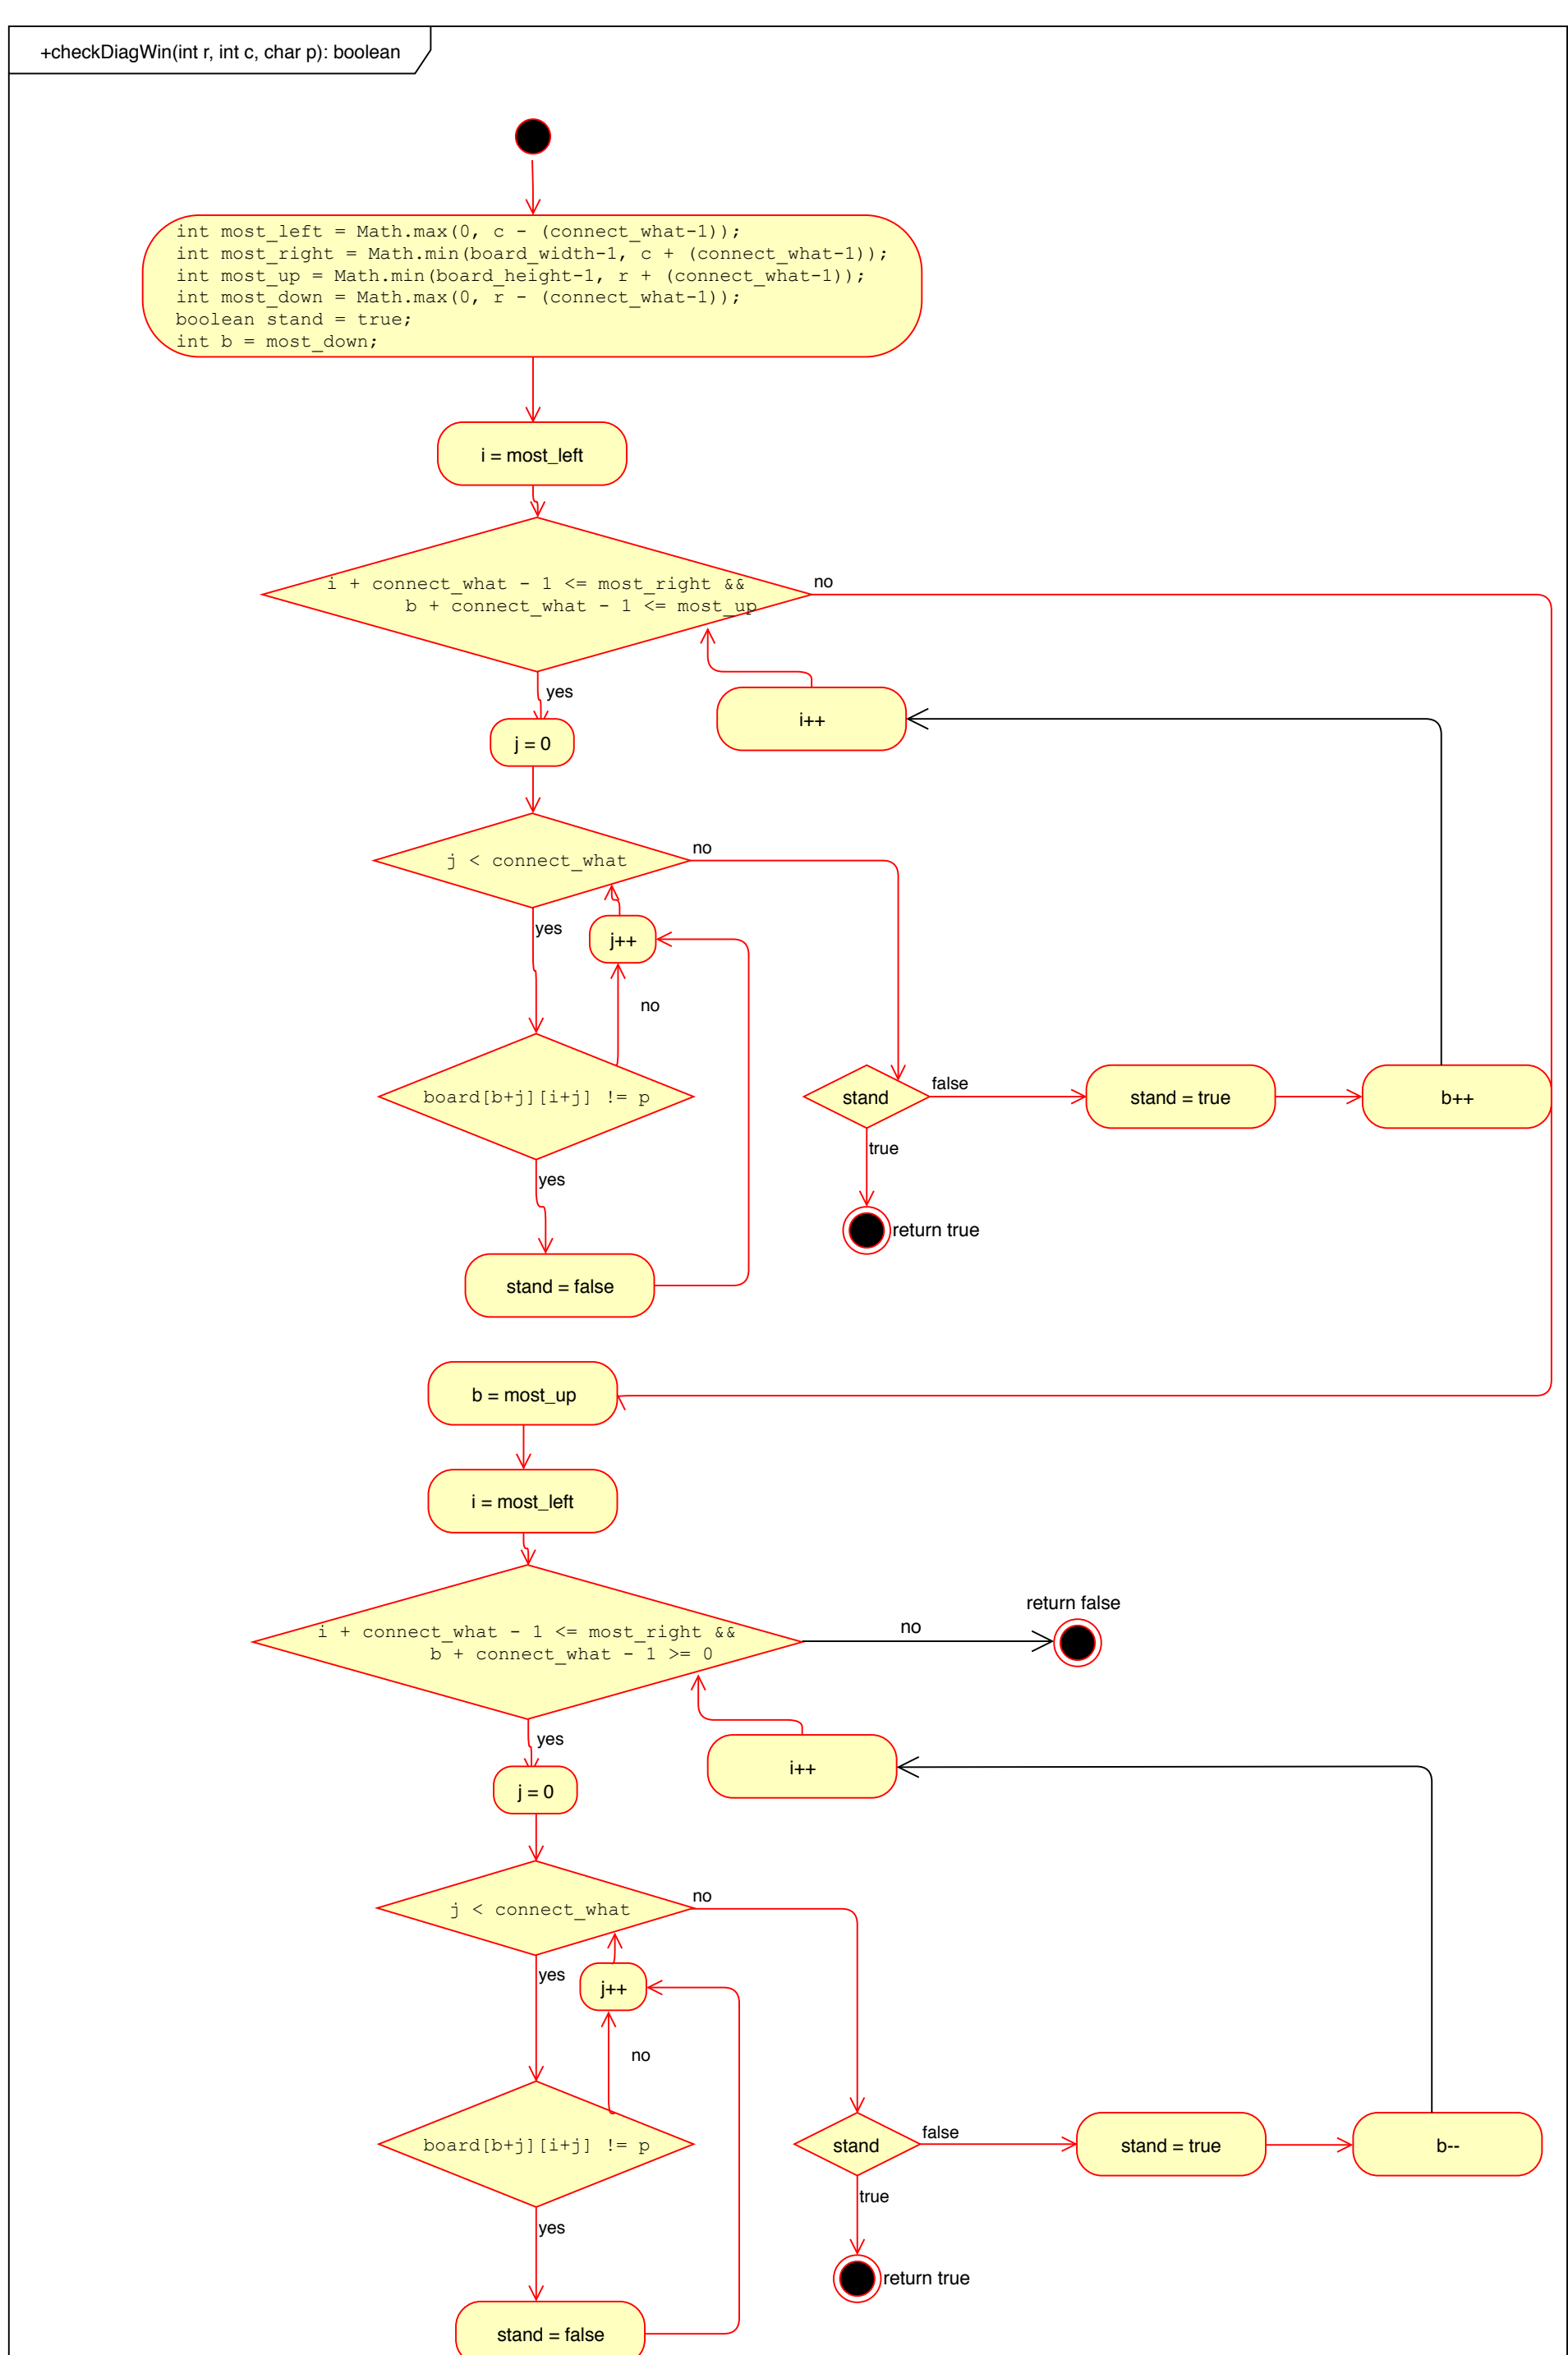 +checkDiagWin(int r, int c, char p): boolean
int most_left = Math.max(0, c - (connect_what-1));
int most_right = Math.min(board_width-1, c + (connect_what-1));
int most_up = Math.min(board_height-1, r + (connect_what-1));
int most_down = Math.max(0, r - (connect_what-1));
boolean stand = true;
int b = most_down;
i = most_left
i + connect_what - 1 <= most_right &&
b + connect_what - 1 <= most_up
no
yes
i++
j = 0
j < connect_what
no
yes
j++
no
board[b+j][i+j] != p
stand
false
stand = true
b++
true
yes
return true
stand = false
b = most_up
i = most_left
return false
i + connect_what - 1 <= most_right &&
b + connect_what - 1 >= 0
no
yes
i++
j = 0
j < connect_what
no
yes
j++
no
board[b+j][i+j] != p
stand
false
stand = true
b--
true
yes
return true
stand = false